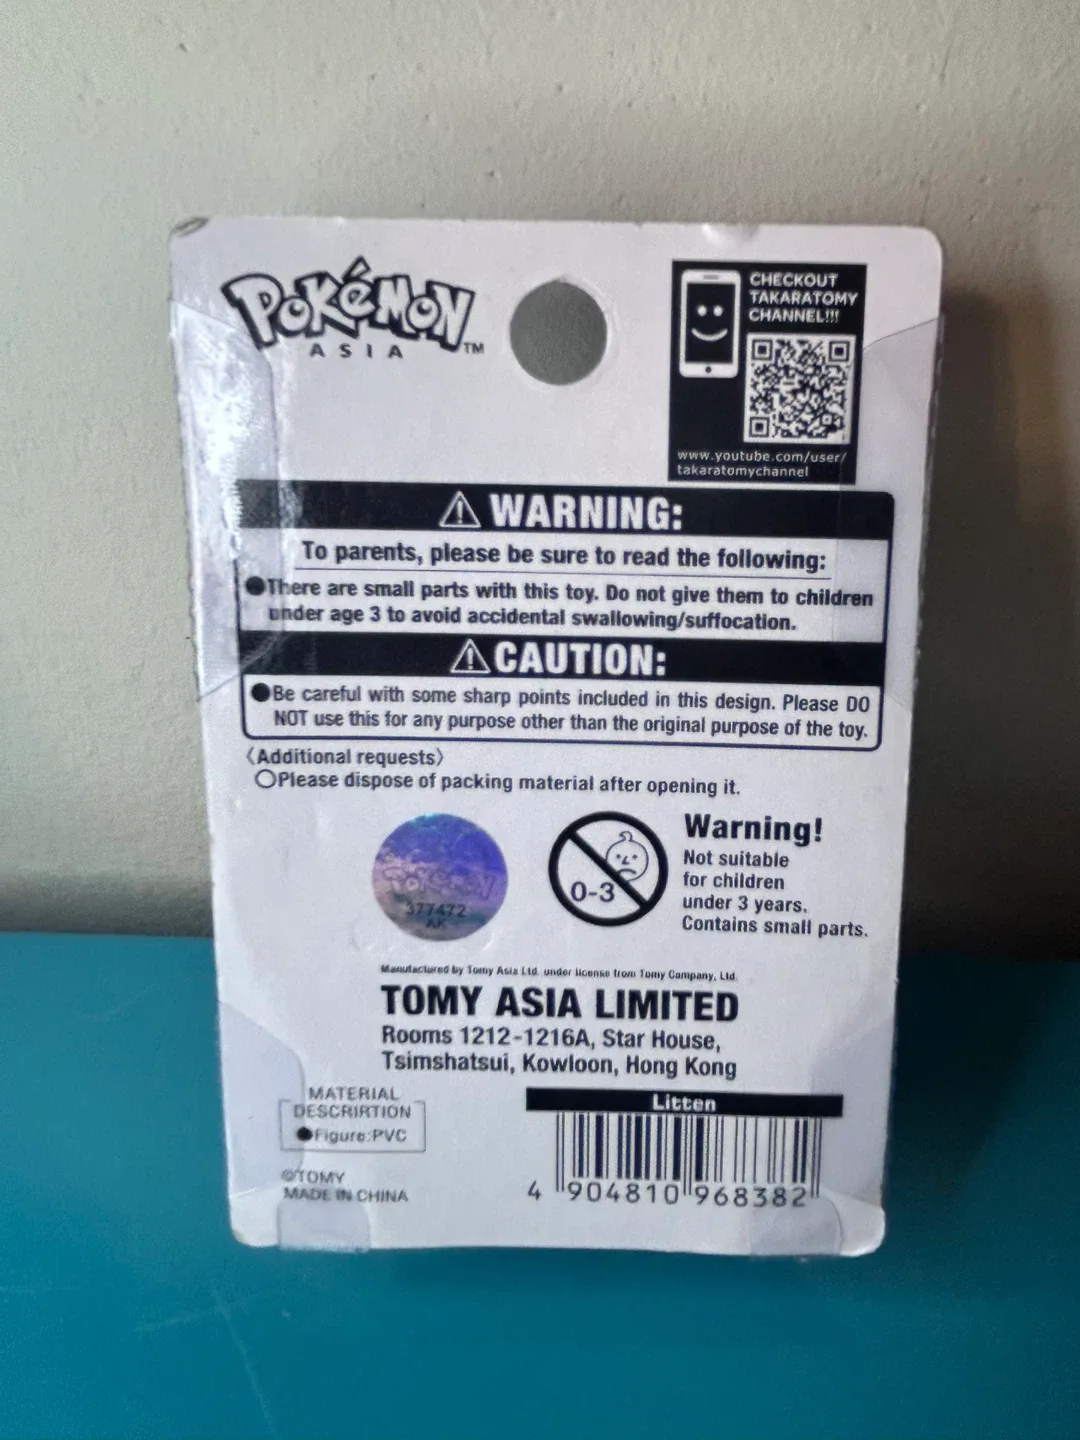 POKéMON™
ASIA
CHECKOUT
TAKARATOMY
CHANNEL!!!
www.youtube.com/user/
takaratomychannel
⚠ WARNING:
To parents, please be sure to read the following:
●There are small parts with this toy. Do not give them to children
under age 3 to avoid accidental swallowing/suffocation.
⚠ CAUTION:
●Be careful with some sharp points included in this design. Please DO
NOT use this for any purpose other than the original purpose of the toy.
〈Additional requests〉
○Please dispose of packing material after opening it.
POKéMON
377472
AK
0-3
Warning!
Not suitable
for children
under 3 years.
Contains small parts.
Manufactured by Tomy Asia Ltd. under license from Tomy Company, Ltd.
TOMY ASIA LIMITED
Rooms 1212-1216A, Star House,
Tsimshatsui, Kowloon, Hong Kong
MATERIAL
DESCRIRTION
●Figure:PVC
©TOMY
MADE IN CHINA
Litten
4 904810 968382